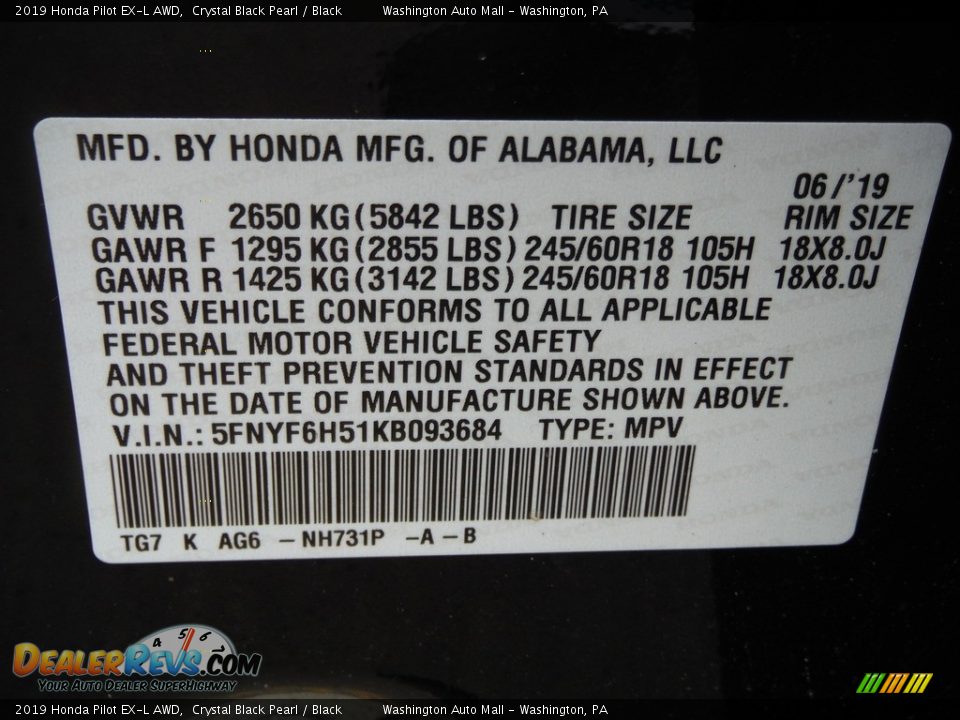 2019 Honda Pilot EX-L AWD, Crystal Black Pearl / Black Washington Auto Mall - Washington, PA
MFD. BY HONDA MFG. OF ALABAMA, LLC
06/'19
GVWR 2650 KG (5842 LBS) TIRE SIZE RIM SIZE
GAWR F 1295 KG (2855 LBS) 245/60R18 105H 18X8.0J
GAWR R 1425 KG (3142 LBS) 245/60R18 105H 18X8.0J
THIS VEHICLE CONFORMS TO ALL APPLICABLE
FEDERAL MOTOR VEHICLE SAFETY
AND THEFT PREVENTION STANDARDS IN EFFECT
ON THE DATE OF MANUFACTURE SHOWN ABOVE.
V.I.N.: 5FNYF6H51KB093684 TYPE: MPV
TG7 K AG6 -NH731P -A -B
4 5 6
DEALERREVS.COM
YOUR AUTO DEALER SUPERHIGHWAY
2019 Honda Pilot EX-L AWD, Crystal Black Pearl / Black Washington Auto Mall - Washington, PA